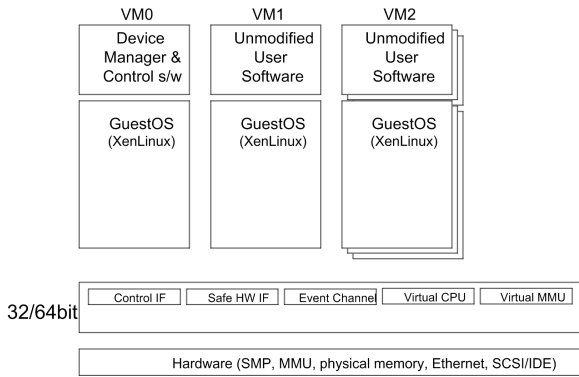 VM0
VM1
VM2
Device
Manager &
Control s/w
Unmodified
User
Software
Unmodified
User
Software
GuestOS
(XenLinux)
GuestOS
(XenLinux)
GuestOS
(XenLinux)
32/64bit
Control IF
Safe HW IF
Event Channel
Virtual CPU
Virtual MMU
Hardware (SMP, MMU, physical memory, Ethernet, SCSI/IDE)